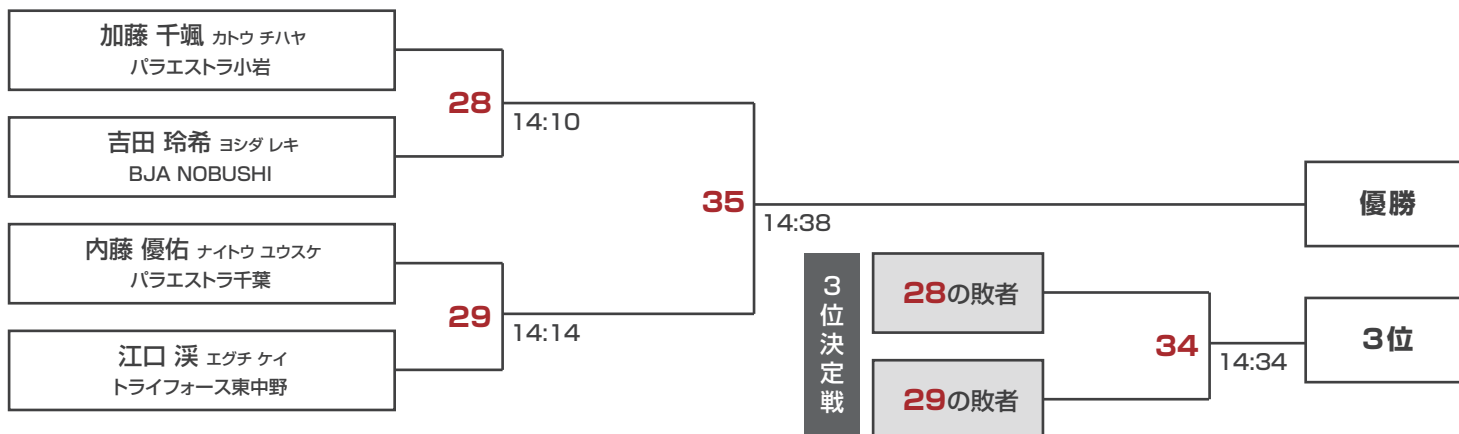 加藤 千颯 カトウ チハヤ
パラエストラ小岩
28
14:10
吉田 玲希 ヨシダ レキ
BJA NOBUSHI
35
14:38
優勝
内藤 優佑 ナイトウ ユウスケ
パラエストラ千葉
29
14:14
江口 渓 エグチ ケイ
トライフォース東中野
3位決定戦
28の敗者
34
14:34
3位
29の敗者